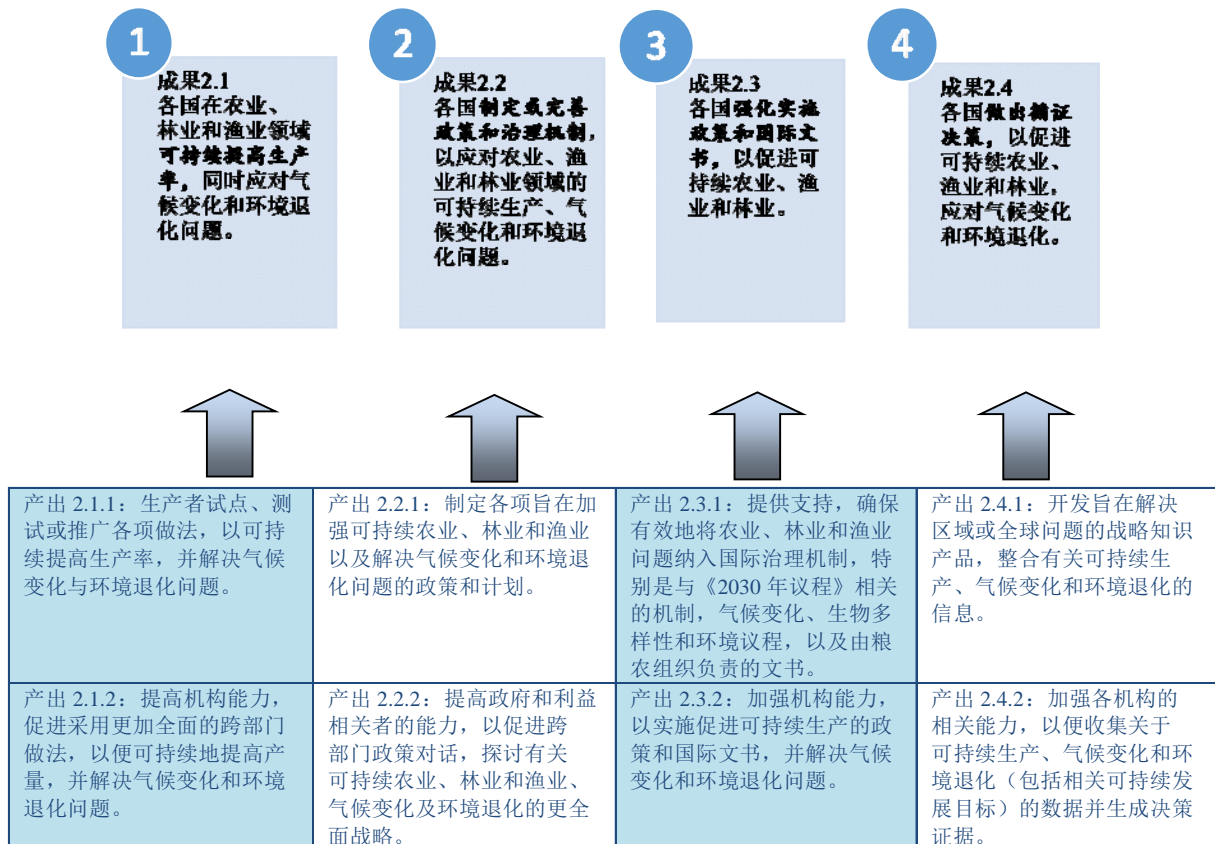 1
成果2.1
各国在农业、
林业和渔业领域
可持续提高生产
率，同时应对气
候变化和环境退
化问题。
2
成果2.2
各国制定或完善
政策和治理机制，
以应对农业、渔
业和林业领域的
可持续生产、气
候变化和环境退
化问题。
3
成果2.3
各国强化实施
政策和国际文
书，以促进可
持续农业、渔
业和林业。
4
成果2.4
各国做出循证
决策，以促进
可持续农业、
渔业和林业，
应对气候变化
和环境退化。
产出 2.1.1：生产者试点、测
试或推广各项做法，以可持
续提高生产率，并解决气候
变化与环境退化问题。
产出 2.2.1：制定各项旨在加
强可持续农业、林业和渔业
以及解决气候变化和环境退
化问题的政策和计划。
产出 2.3.1：提供支持，确保
有效地将农业、林业和渔业
问题纳入国际治理机制，特
别是与《2030 年议程》相关
的机制，气候变化、生物多
样性和环境议程，以及由粮
农组织负责的文书。
产出 2.4.1：开发旨在解决
区域或全球问题的战略知识
产品，整合有关可持续生
产、气候变化和环境退化的
信息。
产出 2.1.2：提高机构能力，
促进采用更加全面的跨部门
做法，以便可持续地提高产
量，并解决气候变化和环境
退化问题。
产出 2.2.2：提高政府和利益
相关者的能力，以促进跨
部门政策对话，探讨有关
可持续农业、林业和渔业、
气候变化及环境退化的更全
面战略。
产出 2.3.2：加强机构能力，
以实施促进可持续生产的政
策和国际文书，并解决气候
变化和环境退化问题。
产出 2.4.2：加强各机构的
相关能力，以便收集关于
可持续生产、气候变化和环
境退化（包括相关可持续发
展目标）的数据并生成决策
证据。